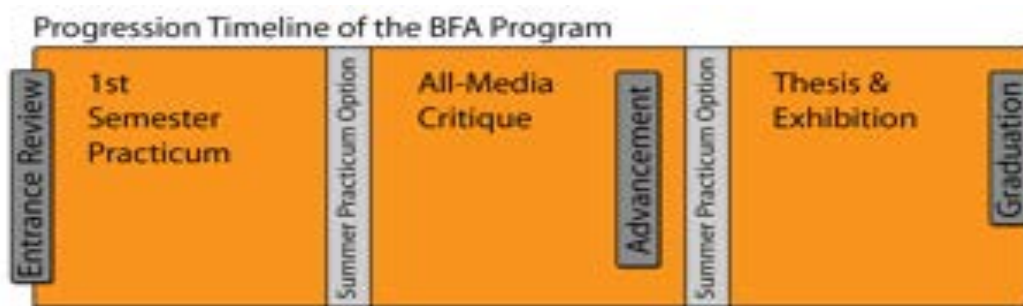 Progression Timeline of the BFA Program
Entrance Review
1st
Semester
Practicum
Summer Practicum Option
All-Media
Critique
Advancement
Summer Practicum Option
Thesis &
Exhibition
Graduation